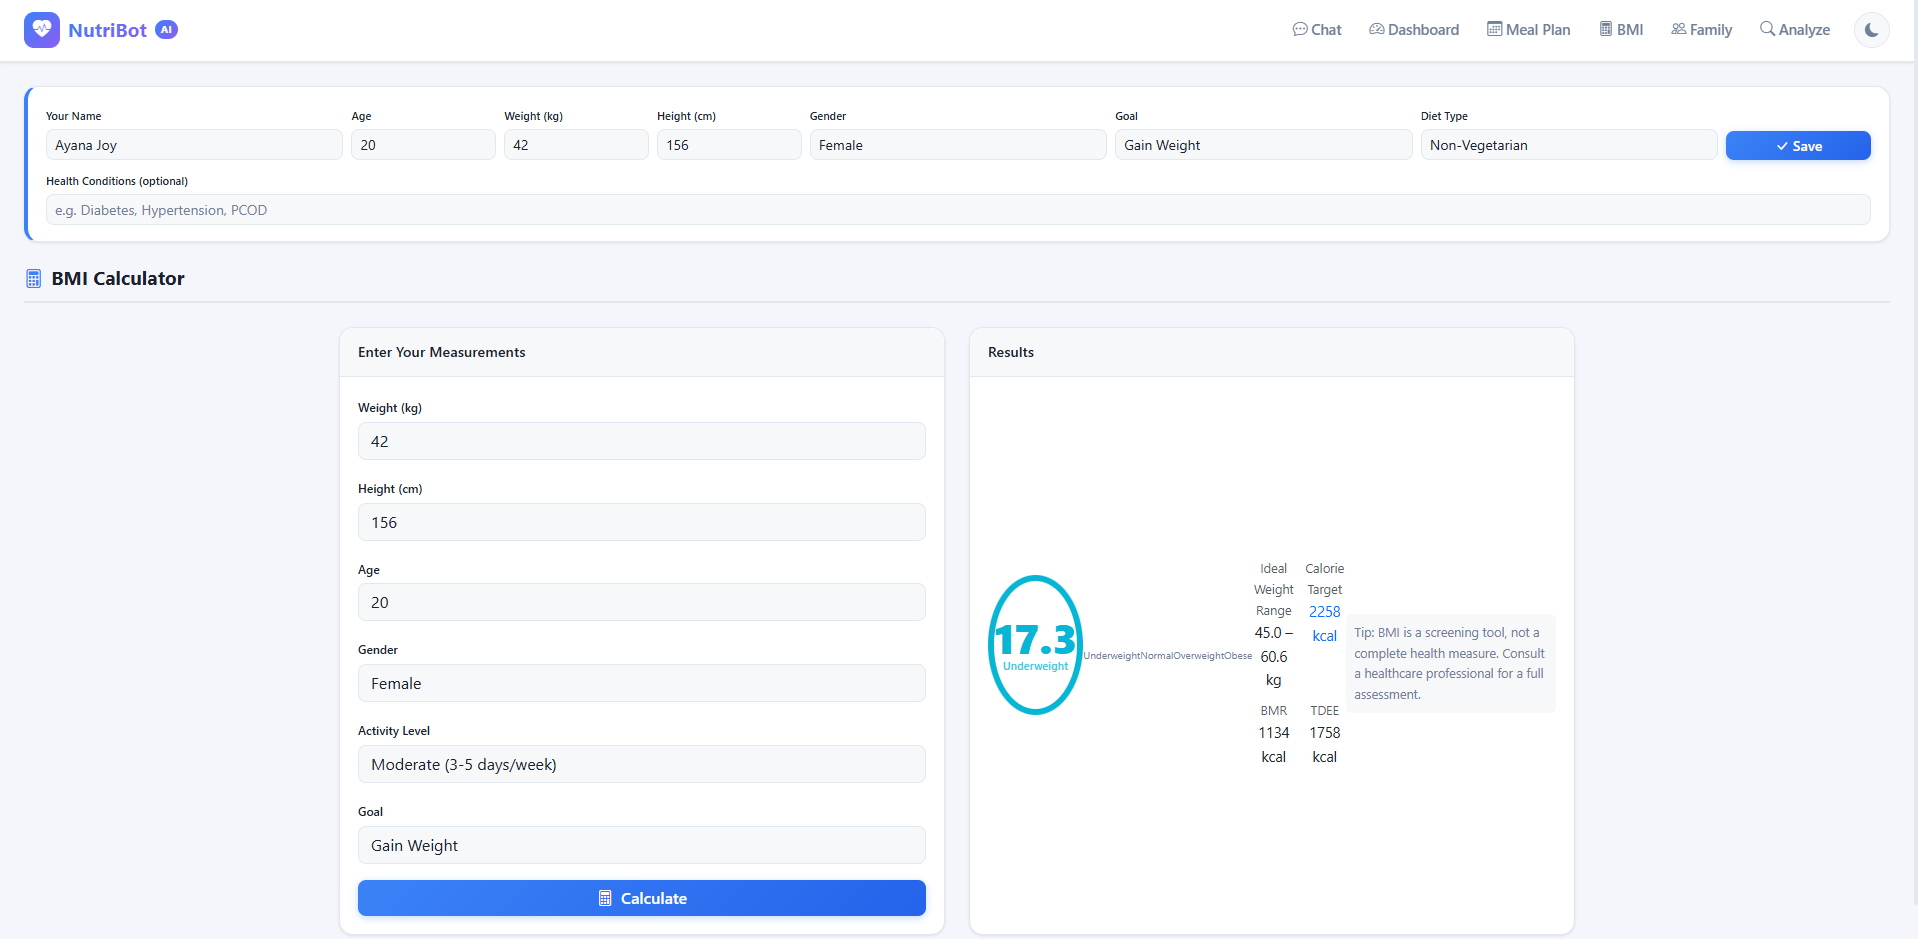 NutriBot AI
Chat Dashboard Meal Plan BMI Family Analyze
Your Name Age Weight (kg) Height (cm) Gender Goal Diet Type
Ayana Joy 20 42 156 Female Gain Weight Non-Vegetarian Save
Health Conditions (optional)
e.g. Diabetes, Hypertension, PCOD
BMI Calculator
Enter Your Measurements
Weight (kg)
42
Height (cm)
156
Age
20
Gender
Female
Activity Level
Moderate (3-5 days/week)
Goal
Gain Weight
Calculate
Results
17.3
Underweight
UnderweightNormalOverweightObese
Ideal
Weight
Range
45.0 –
60.6
kg
Calorie
Target
2258
kcal
BMR
1134
kcal
TDEE
1758
kcal
Tip: BMI is a screening tool, not a
complete health measure. Consult
a healthcare professional for a full
assessment.